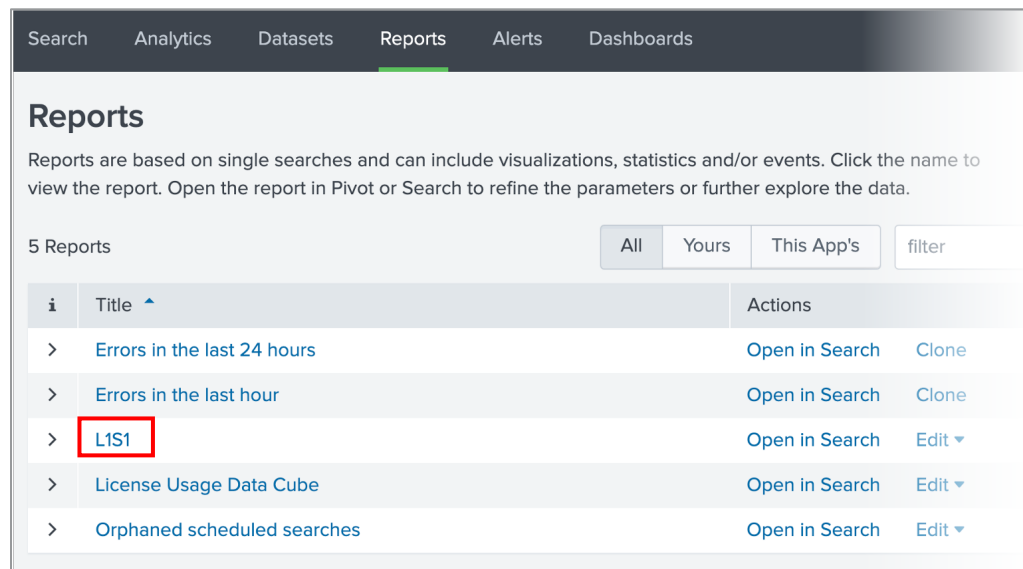 Search Analytics Datasets Reports Alerts Dashboards
Reports
Reports are based on single searches and can include visualizations, statistics and/or events. Click the name to
view the report. Open the report in Pivot or Search to refine the parameters or further explore the data.
5 Reports All Yours This App's filter
i Title Actions
Errors in the last 24 hours Open in Search Clone
Errors in the last hour Open in Search Clone
L1S1 Open in Search Edit
License Usage Data Cube Open in Search Edit
Orphaned scheduled searches Open in Search Edit